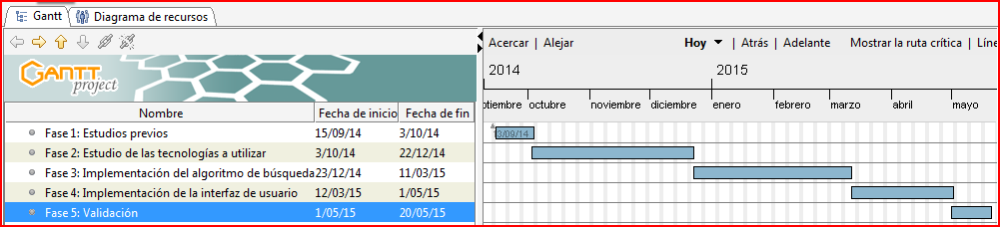 Gantt Diagrama de recursos
Acercar | Alejar Hoy | Atrás | Adelante Mostrar la ruta crítica | Líne
GANTT
project
2014 2015
Nombre Fecha de inicio Fecha de fin
tiembre octubre noviembre diciembre enero febrero marzo abril mayo
Fase 1: Estudios previos 15/09/14 3/10/14
13/09/14
Fase 2: Estudio de las tecnologías a utilizar 3/10/14 22/12/14
Fase 3: Implementación del algoritmo de búsqueda 23/12/14 11/03/15
Fase 4: Implementación de la interfaz de usuario 12/03/15 1/05/15
Fase 5: Validación 1/05/15 20/05/15